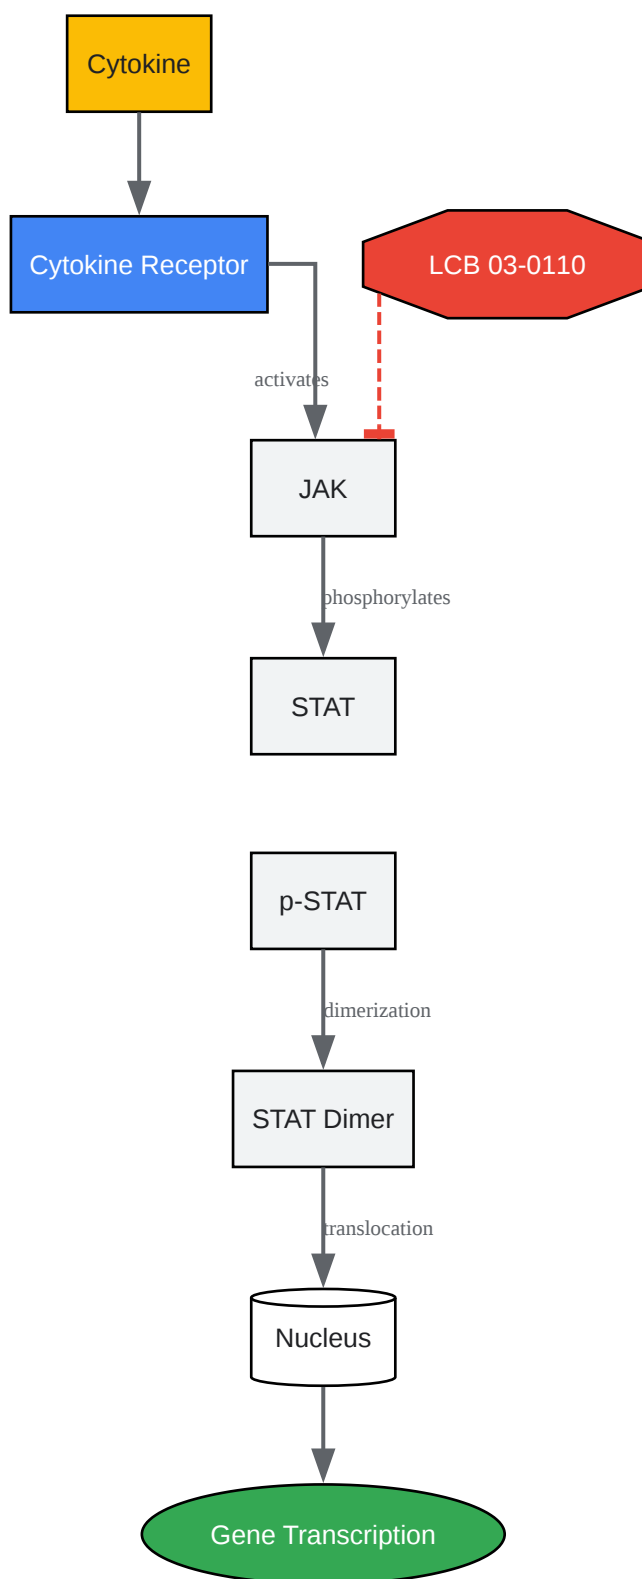 Cytokine
Cytokine Receptor
LCB 03-0110
activates
JAK
phosphorylates
STAT
p-STAT
dimerization
STAT Dimer
translocation
Nucleus
Gene Transcription